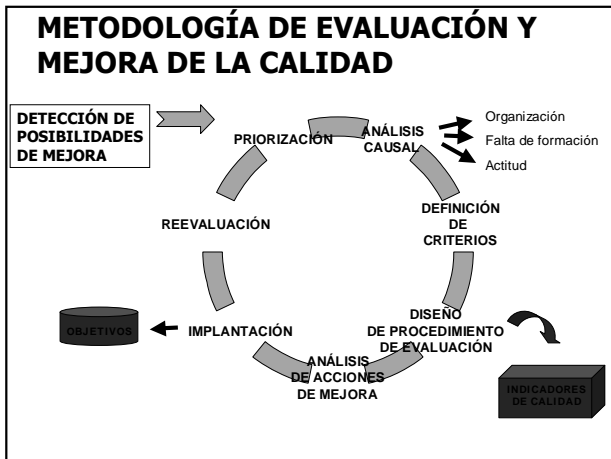 METODOLOGÍA DE EVALUACIÓN Y
MEJORA DE LA CALIDAD
DETECCIÓN DE
POSIBILIDADES
DE MEJORA
PRIORIZACIÓN
ANÁLISIS
CAUSAL
Organización
Falta de formación
Actitud
DEFINICIÓN
DE
CRITERIOS
DISEÑO
DE PROCEDIMIENTO
DE EVALUACIÓN
INDICADORES
DE CALIDAD
ANÁLISIS
DE ACCIONES
DE MEJORA
IMPLANTACIÓN
OBJETIVOS
REEVALUACIÓN